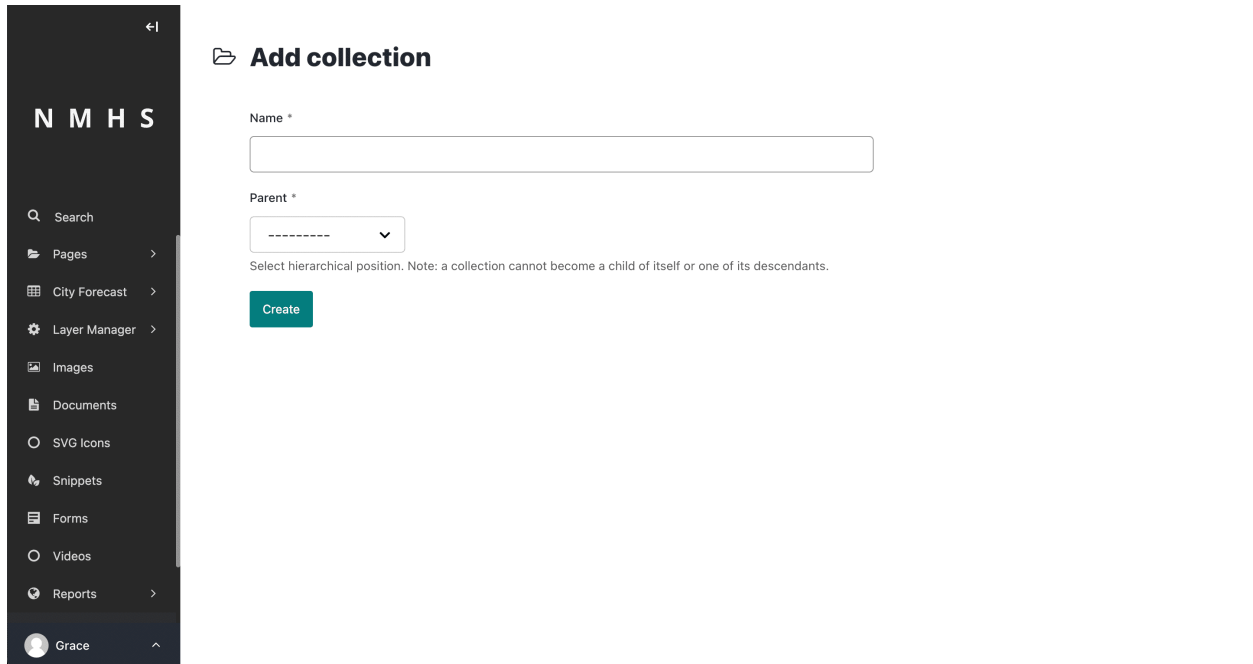 N M H S
Search
Pages
City Forecast
Layer Manager
Images
Documents
SVG Icons
Snippets
Forms
Videos
Reports
Grace
Add collection
Name *
Parent *
---------
Select hierarchical position. Note: a collection cannot become a child of itself or one of its descendants.
Create